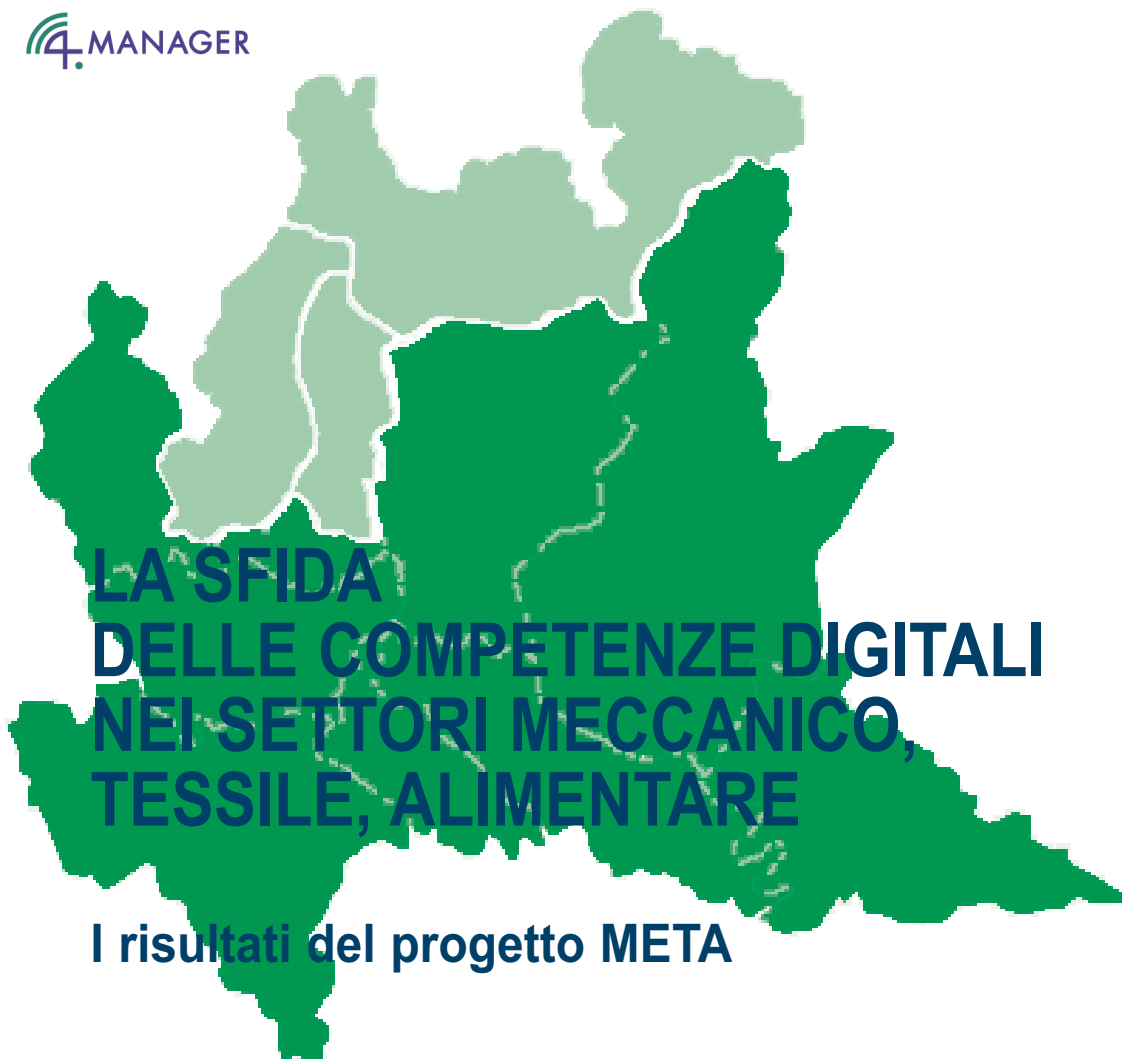 4.MANAGER
LA SFIDA
DELLE COMPETENZE DIGITALI
NEI SETTORI MECCANICO,
TESSILE, ALIMENTARE
I risultati del progetto META